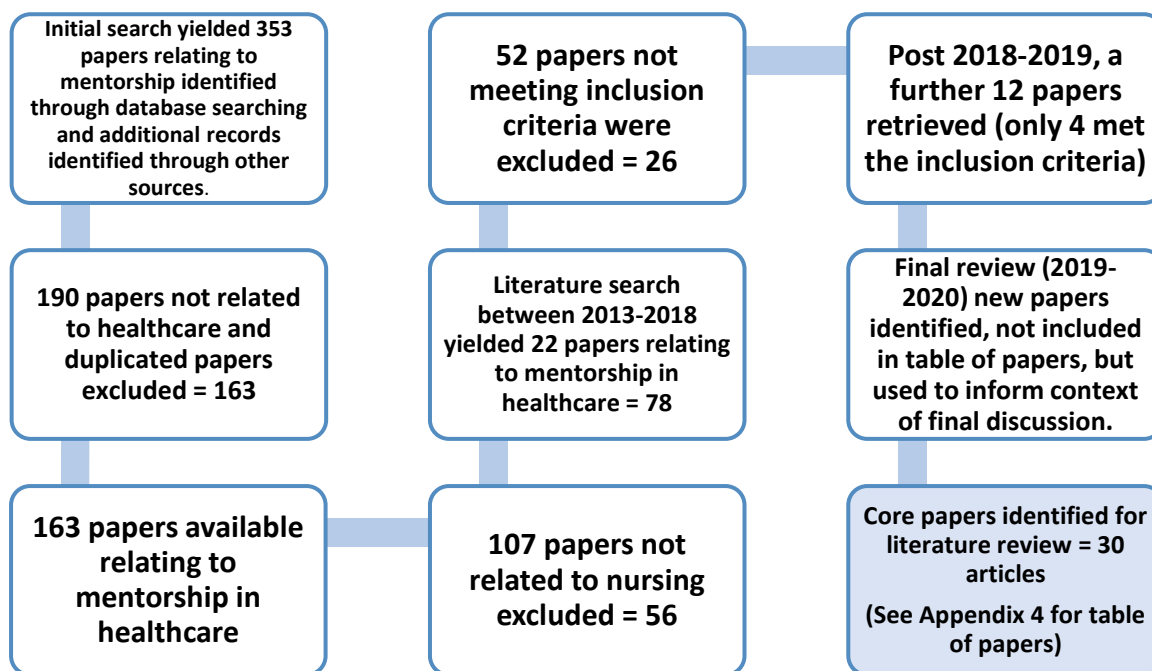 Initial search yielded 353
papers relating to
mentorship identified
through database searching
and additional records
identified through other
sources.
190 papers not related
to healthcare and
duplicated papers
excluded = 163
163 papers available
relating to
mentorship in
healthcare
107 papers not
related to nursing
excluded = 56
Literature search
between 2013-2018
yielded 22 papers relating
to mentorship in
healthcare = 78
52 papers not
meeting inclusion
criteria were
excluded = 26
Post 2018-2019, a
further 12 papers
retrieved (only 4 met
the inclusion criteria)
Final review (2019-
2020) new papers
identified, not included
in table of papers, but
used to inform context
of final discussion.
Core papers identified for
literature review = 30
articles
(See Appendix 4 for table
of papers)